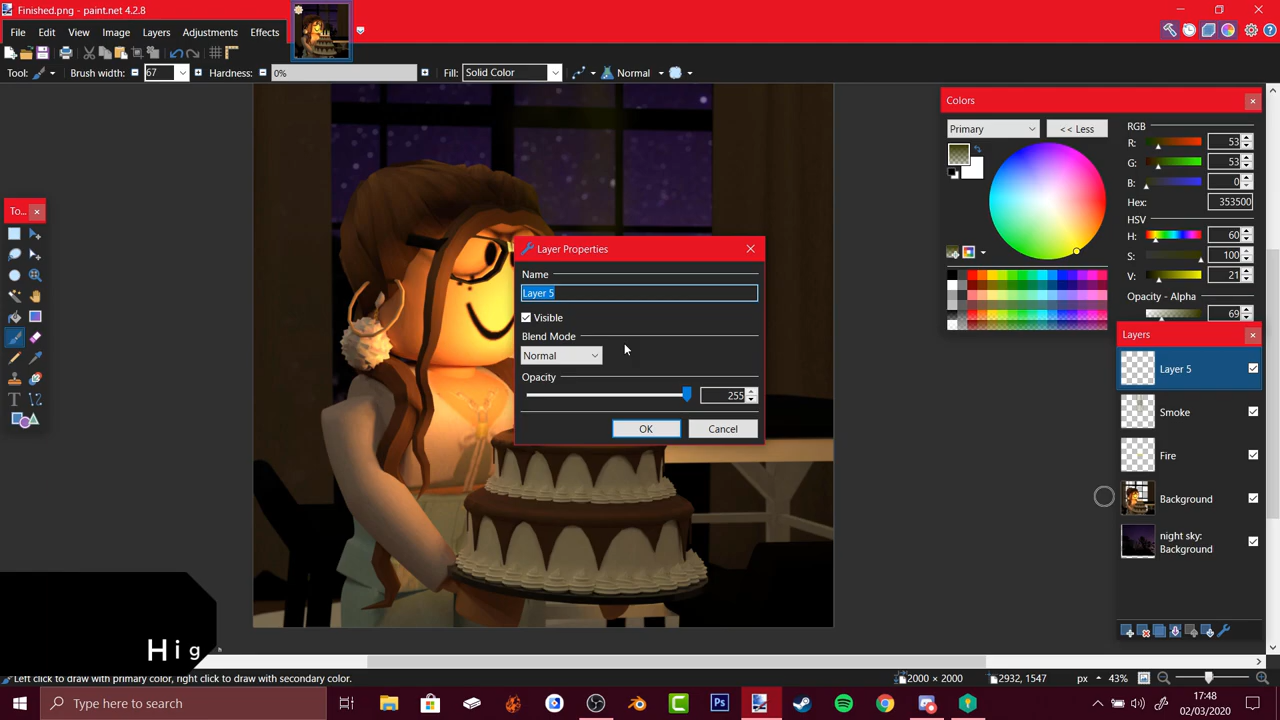 Finished.png - paint.net 4.2.8
File Edit View Image Layers Adjustments Effects
Tool: Brush width: 67 Hardness: 0% Fill: Solid Color Normal
Colors
Primary << Less
RGB
R: 53
G: 53
B: 0
Hex: 353500
HSV
H: 60
S: 100
V: 21
Opacity - Alpha
69
To...
Layer Properties
Name
Layer 5
Visible
Blend Mode
Normal
Opacity
255
OK Cancel
Layers
Layer 5
Smoke
Fire
Background
night sky:
Background
Hig
Left click to draw with primary color, right click to draw with secondary color. 2000 × 2000 2932, 1547 px 43%
Type here to search
Ps
17:48
02/03/2020